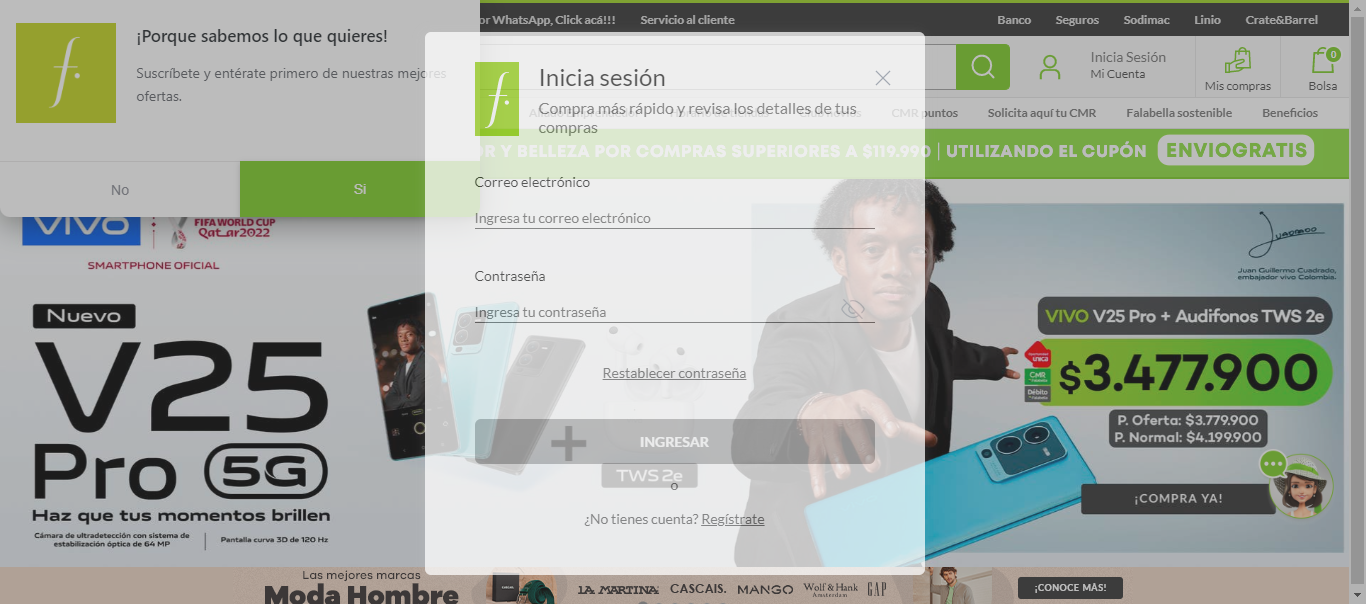 or WhatsApp, Click acá!!!
Servicio al cliente
Banco
Seguros
Sodimac
Linio
Crate&Barrel
¡Porque sabemos lo que quieres!
Suscríbete y entérate primero de nuestras mejores
ofertas.
No
Si
f.
Inicia sesión
Compra más rápido y revisa los detalles de tus
compras
Correo electrónico
Ingresa tu correo electrónico
Contraseña
Ingresa tu contraseña
Restablecer contraseña
INGRESAR
o
¿No tienes cuenta? Regístrate
Inicia Sesión
Mi Cuenta
Mis compras
0
Bolsa
CMR puntos
Solicita aquí tu CMR
Falabella sostenible
Beneficios
OR Y BELLEZA POR COMPRAS SUPERIORES A $119.990 | UTILIZANDO EL CUPÓN ENVIOGRATIS
vivo
FIFA WORLD CUP
Qatar2022
SMARTPHONE OFICIAL
Nuevo
V25
Pro 5G
Haz que tus momentos brillen
Cámara de ultradetección con sistema de
estabilización óptica de 64 MP
Pantalla curva 3D de 120 Hz
+
TWS 2e
Juan Guillermo Cuadrado,
embajador vivo Colombia.
VIVO V25 Pro + Audifonos TWS 2e
única
CMR
Débito
$3.477.900
P. Oferta: $3.779.900
P. Normal: $4.199.900
¡COMPRA YA!
Las mejores marcas
Moda Hombre
LA MARTINA
CASCAIS.
MANGO
Wolf & Hank
Amsterdam
GAP
¡CONOCE MÁS!